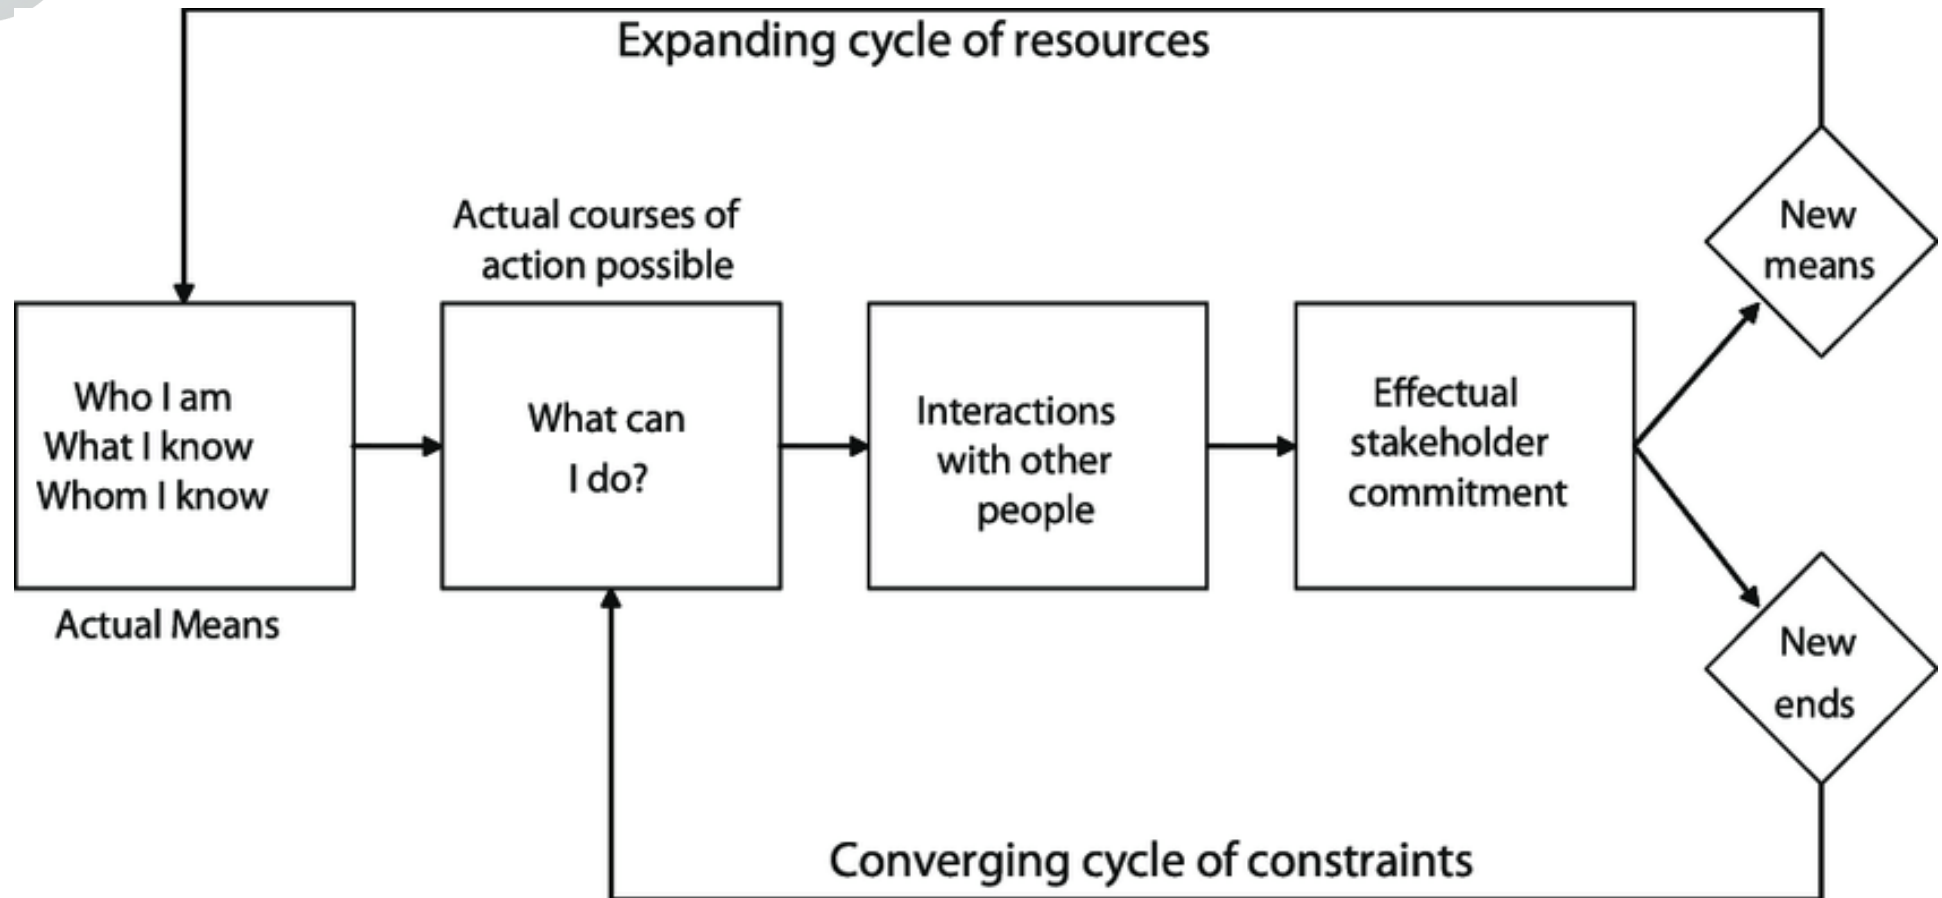 Expanding cycle of resources
Actual courses of
action possible
New
means
Who I am
What I know
Whom I know
What can
I do?
Interactions
with other
people
Effectual
stakeholder
commitment
Actual Means
New
ends
Converging cycle of constraints